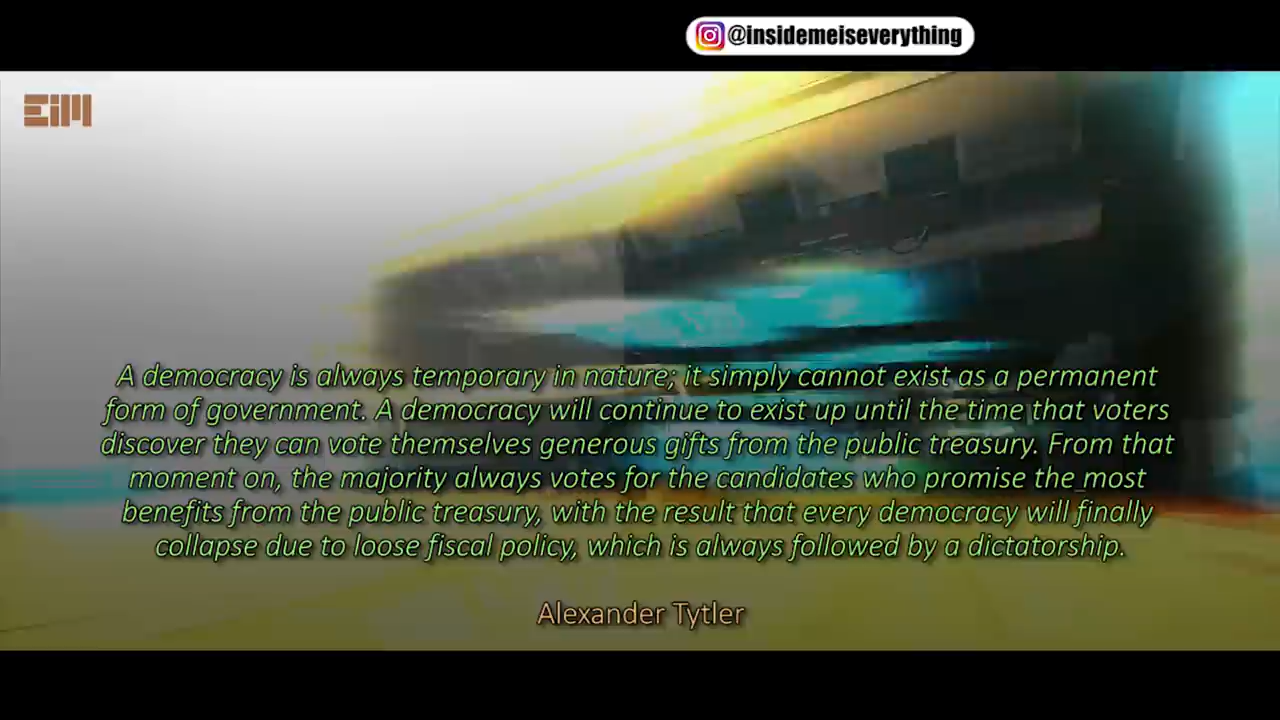 @insidemeiseverything
EiM
A democracy is always temporary in nature; it simply cannot exist as a permanent
form of government. A democracy will continue to exist up until the time that voters
discover they can vote themselves generous gifts from the public treasury. From that
moment on, the majority always votes for the candidates who promise the_most
benefits from the public treasury, with the result that every democracy will finally
collapse due to loose fiscal policy, which is always followed by a dictatorship.
Alexander Tytler